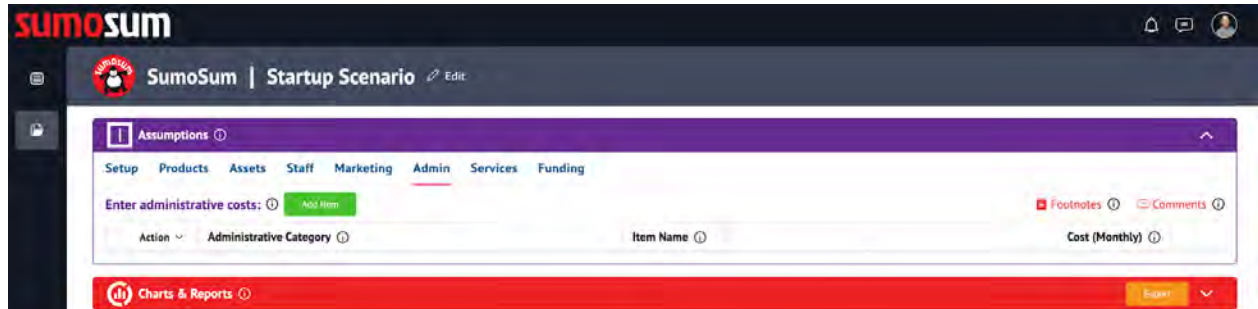 sumosum
SumoSum | Startup Scenario Edit
Assumptions
Setup Products Assets Staff Marketing Admin Services Funding
Enter administrative costs: Add Item Footnotes Comments
Action Administrative Category Item Name Cost (Monthly)
Charts & Reports Export